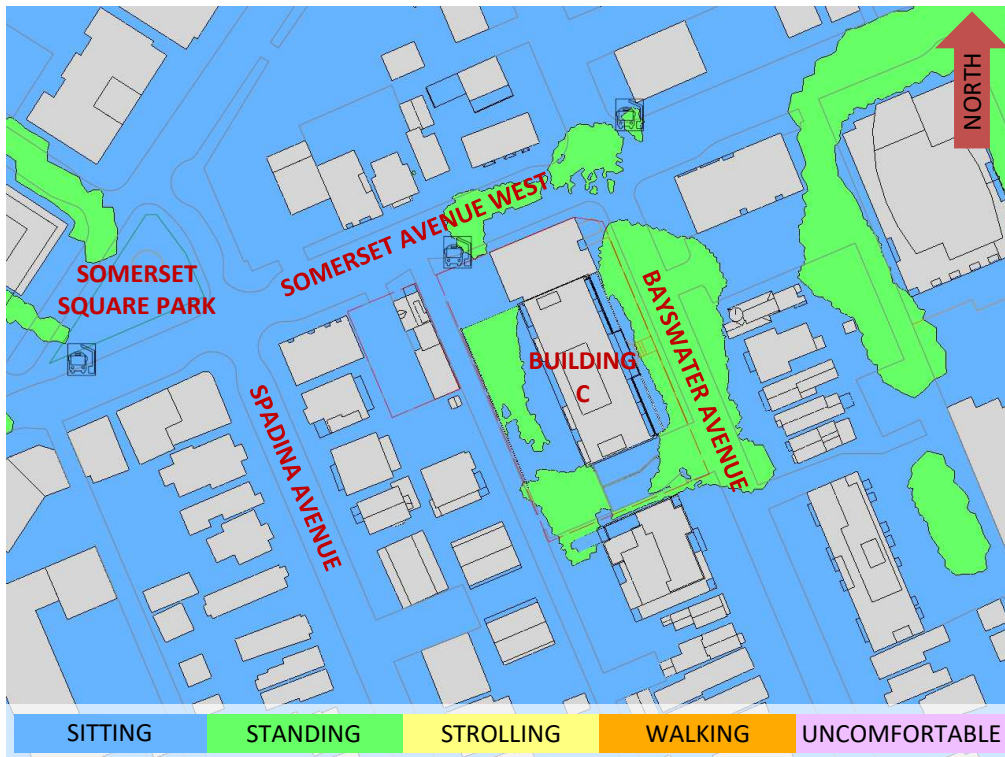 NORTH
SOMERSET AVENUE WEST
SOMERSET
SQUARE PARK
BAYSWATER AVENUE
BUILDING
C
SPADINA AVENUE
SITTING
STANDING
STROLLING
WALKING
UNCOMFORTABLE